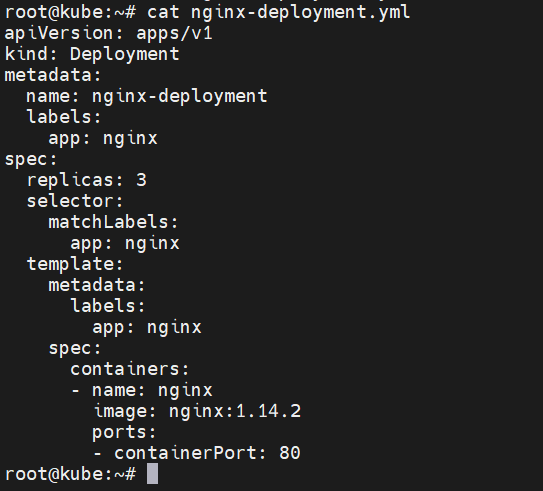 root@kube:~# cat nginx-deployment.yml
apiVersion: apps/v1
kind: Deployment
metadata:
  name: nginx-deployment
  labels:
    app: nginx
spec:
  replicas: 3
  selector:
    matchLabels:
      app: nginx
  template:
    metadata:
      labels:
        app: nginx
    spec:
      containers:
      - name: nginx
        image: nginx:1.14.2
        ports:
        - containerPort: 80
root@kube:~#